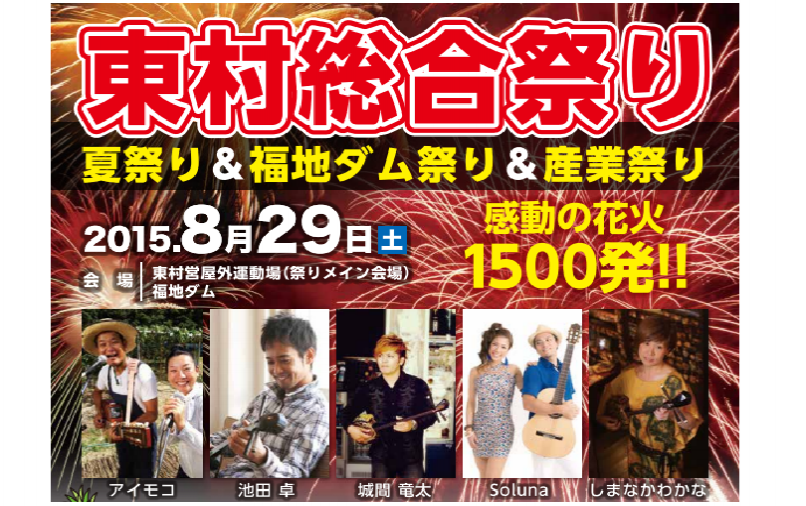 東村総合祭り
夏祭り&福地ダム祭り&産業祭り
2015.8月29日土
感動の花火
1500発!!
会場 東村営屋外運動場(祭りメイン会場)
福地ダム
アイモコ 池田 卓 城間 竜太 Soluna しまなかわかな